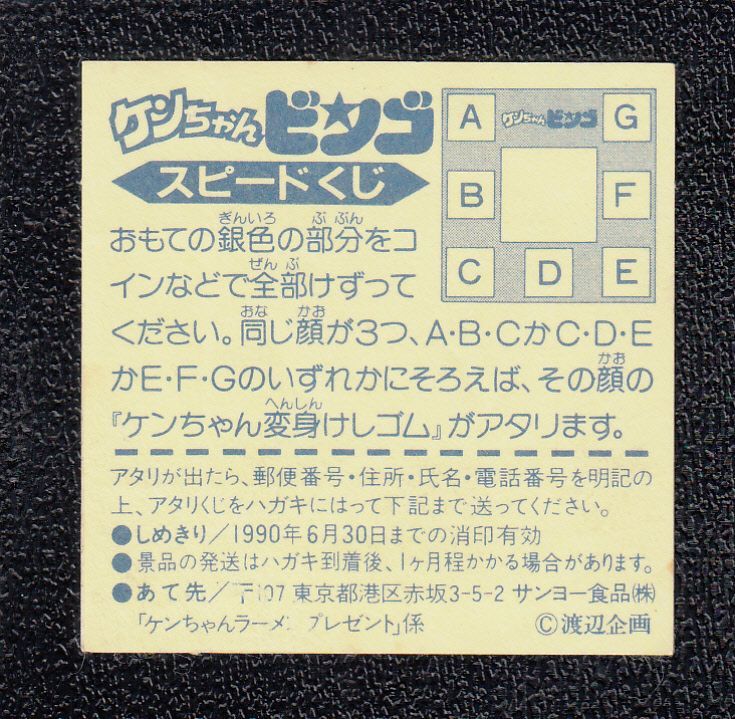 ケンちゃんビンゴ
スピードくじ
A ケンちゃんビンゴ G
B F
C D E
おもての銀色の部分をコ
インなどで全部けずって
ください。同じ顔が3つ、A・B・CかC・D・E
かE・F・Gのいずれかにそろえば、その顔の
『ケンちゃん変身けしゴム』がアタリます。
アタリが出たら、郵便番号・住所・氏名・電話番号を明記の
上、アタリくじをハガキにはって下記まで送ってください。
●しめきり/1990年6月30日までの消印有効
●景品の発送はハガキ到着後、1ヶ月程かかる場合があります。
●あて先/〒107 東京都港区赤坂3-5-2 サンヨー食品(株)
「ケンちゃんラーメン プレゼント」係
©渡辺企画